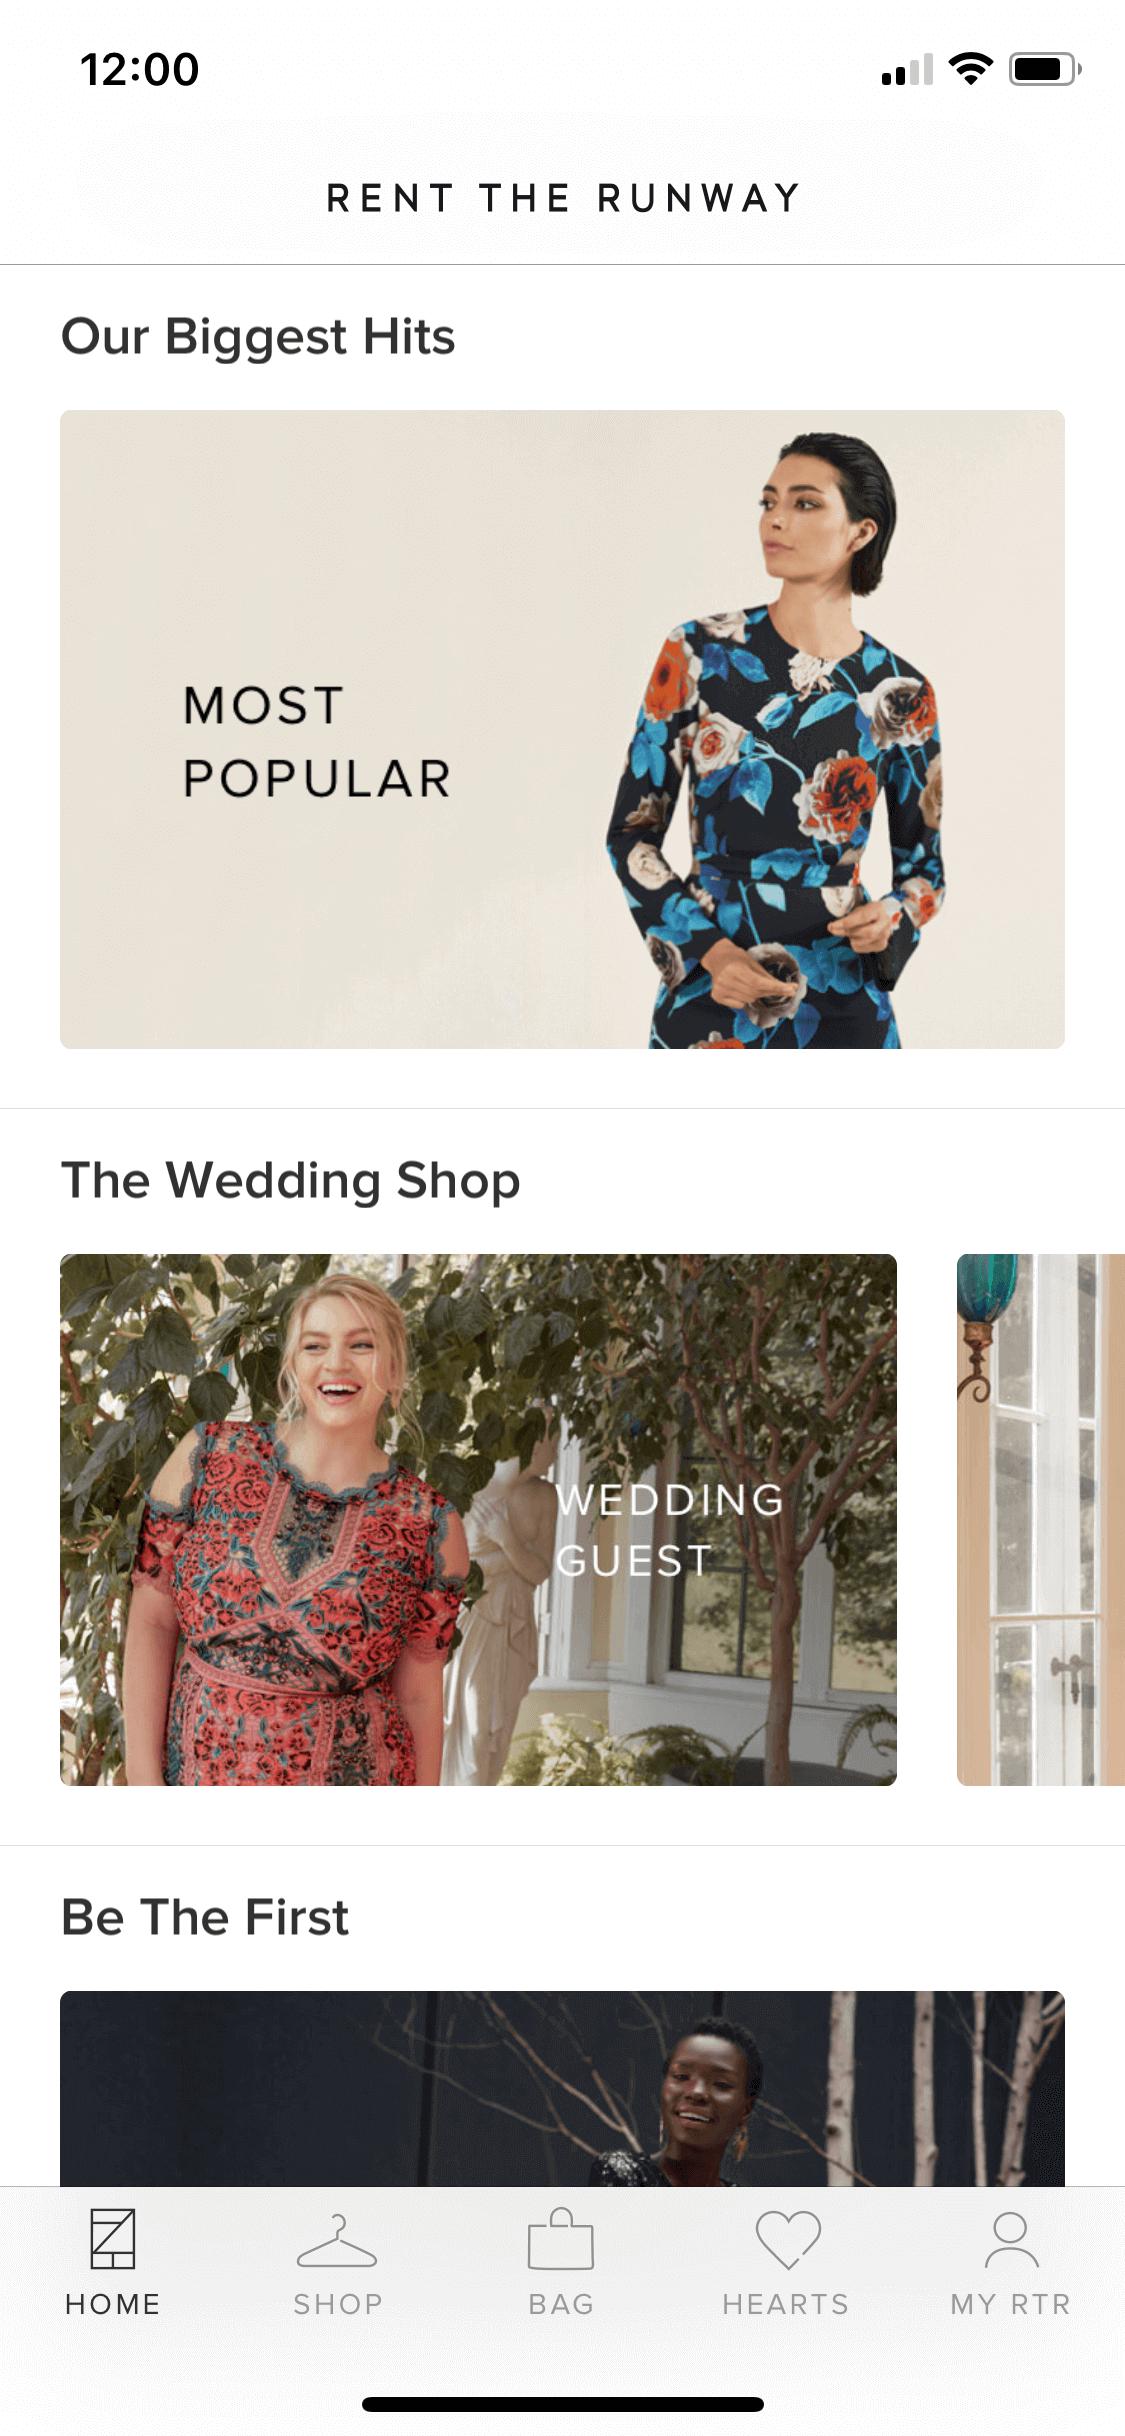 12:00
RENT THE RUNWAY
Our Biggest Hits
MOST
POPULAR
The Wedding Shop
WEDDING
GUEST
Be The First
HOME
SHOP
BAG
HEARTS
MY RTR